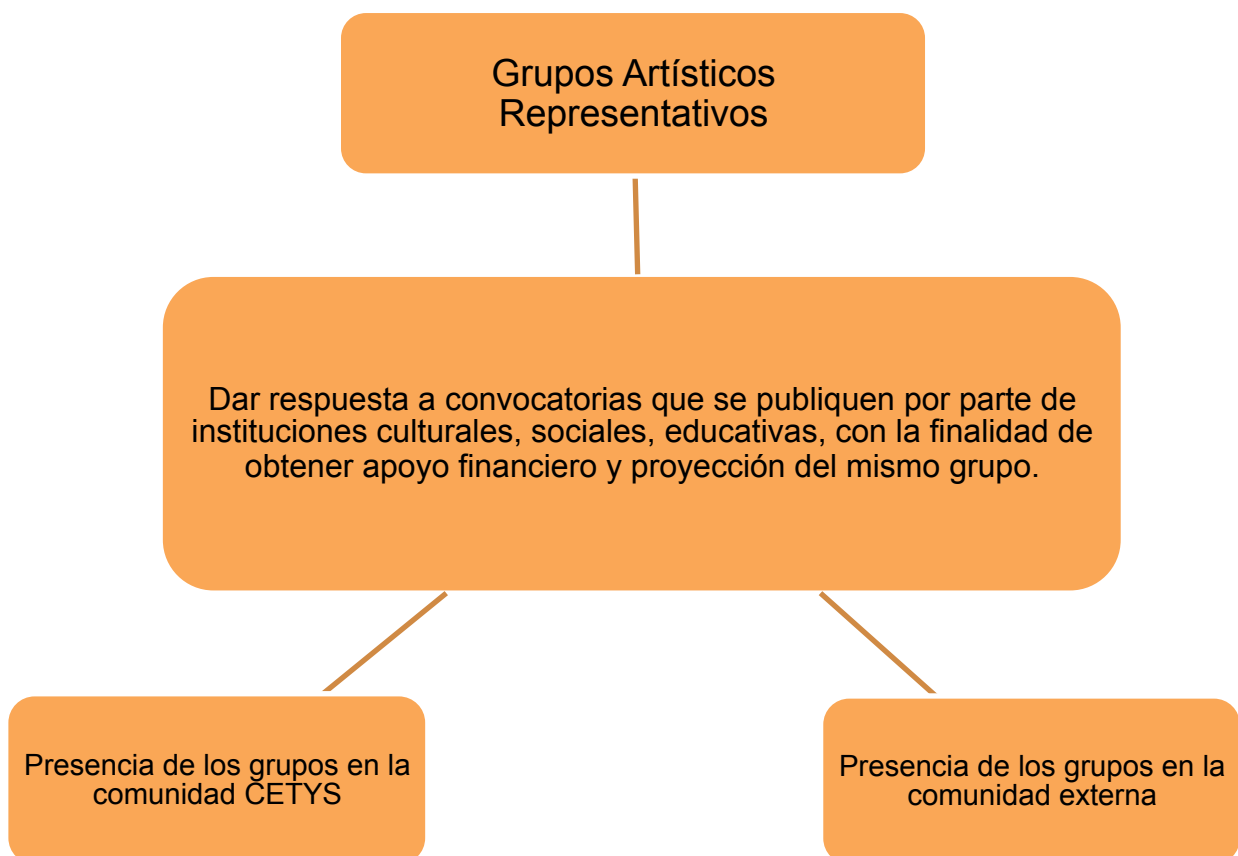 Grupos Artísticos
Representativos
Dar respuesta a convocatorias que se publiquen por parte de
instituciones culturales, sociales, educativas, con la finalidad de
obtener apoyo financiero y proyección del mismo grupo.
Presencia de los grupos en la
comunidad CETYS
Presencia de los grupos en la
comunidad externa